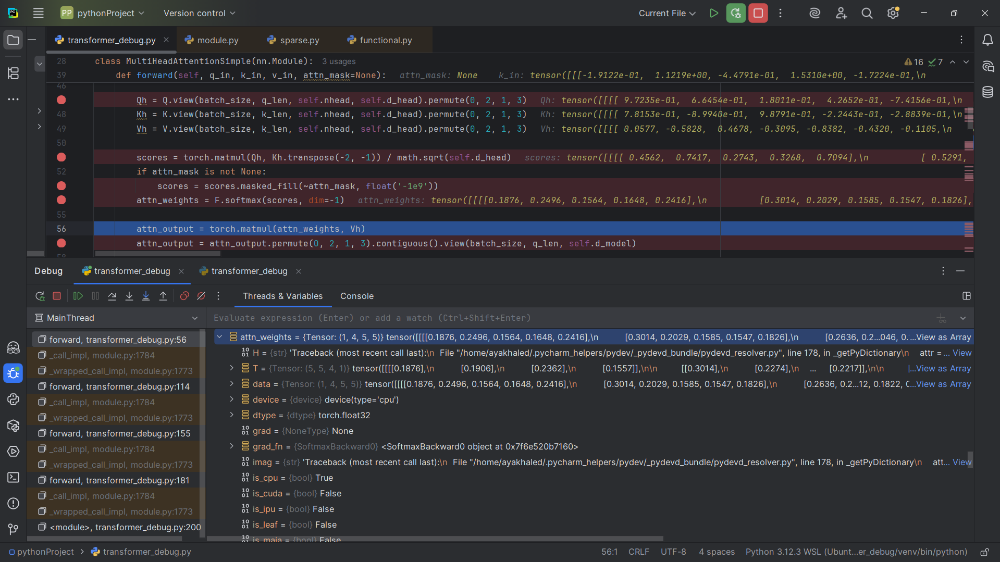 PC
PP pythonProject Version control Current File
transformer_debug.py module.py sparse.py functional.py
28 class MultiHeadAttentionSimple(nn.Module): 3 usages 16 7
39 def forward(self, q_in, k_in, v_in, attn_mask=None): attn_mask: None k_in: tensor([[[-1.9122e-01, 1.1219e+00, -4.4791e-01, 1.5310e+00, -1.7224e-01,\n
46
Qh = Q.view(batch_size, q_len, self.nhead, self.d_head).permute(0, 2, 1, 3) Qh: tensor([[[[ 9.7235e-01, 6.6454e-01, 1.8011e-01, 4.2652e-01, -7.4156e-01,\n
48 Kh = K.view(batch_size, k_len, self.nhead, self.d_head).permute(0, 2, 1, 3) Kh: tensor([[[[ 7.8153e-01, -8.9940e-01, 9.8791e-01, -2.2443e-01, -2.8839e-01,\n
49 Vh = V.view(batch_size, k_len, self.nhead, self.d_head).permute(0, 2, 1, 3) Vh: tensor([[[[ 0.0577, -0.5828, 0.4678, -0.3095, -0.8382, -0.4320, -0.1105,\n
50
scores = torch.matmul(Qh, Kh.transpose(-2, -1)) / math.sqrt(self.d_head) scores: tensor([[[[ 0.4562, 0.7417, 0.2743, 0.3268, 0.7094],\n [ 0.5291,
52 if attn_mask is not None:
scores = scores.masked_fill(~attn_mask, float('-1e9'))
attn_weights = F.softmax(scores, dim=-1) attn_weights: tensor([[[[0.1876, 0.2496, 0.1564, 0.1648, 0.2416],\n [0.3014, 0.2029, 0.1585, 0.1547, 0.1826],
55
56 attn_output = torch.matmul(attn_weights, Vh)
attn_output = attn_output.permute(0, 2, 1, 3).contiguous().view(batch_size, q_len, self.d_model)
58
Debug transformer_debug transformer_debug
Threads & Variables Console
MainThread Evaluate expression (Enter) or add a watch (Ctrl+Shift+Enter)
forward, transformer_debug.py:56
_call_impl, module.py:1784
_wrapped_call_impl, module.py:1773
forward, transformer_debug.py:114
_call_impl, module.py:1784
_wrapped_call_impl, module.py:1773
forward, transformer_debug.py:155
_call_impl, module.py:1784
_wrapped_call_impl, module.py:1773
forward, transformer_debug.py:181
_call_impl, module.py:1784
_wrapped_call_impl, module.py:1773
<module>, transformer_debug.py:200
attn_weights = {Tensor: (1, 4, 5, 5)} tensor([[[[0.1876, 0.2496, 0.1564, 0.1648, 0.2416],\n [0.3014, 0.2029, 0.1585, 0.1547, 0.1826],\n [0.2636, 0.2...046, 0.…View as Array
H = {str} 'Traceback (most recent call last):\n File "/home/ayakhaled/.pycharm_helpers/pydev/_pydevd_bundle/pydevd_resolver.py", line 178, in _getPyDictionary\n attr =… View
T = {Tensor: (5, 5, 4, 1)} tensor([[[[0.1876],\n [0.1906],\n [0.2362],\n [0.1557]],\n\n [[0.3014],\n [0.2274],\n ... [0.2217]],\n\n [...View as Array
data = {Tensor: (1, 4, 5, 5)} tensor([[[[0.1876, 0.2496, 0.1564, 0.1648, 0.2416],\n [0.3014, 0.2029, 0.1585, 0.1547, 0.1826],\n [0.2636, 0.2...12, 0.1822, 0…View as Array
device = {device} device(type='cpu')
dtype = {dtype} torch.float32
grad = {NoneType} None
grad_fn = {SoftmaxBackward0} <SoftmaxBackward0 object at 0x7f6e520b7160>
imag = {str} 'Traceback (most recent call last):\n File "/home/ayakhaled/.pycharm_helpers/pydev/_pydevd_bundle/pydevd_resolver.py", line 178, in _getPyDictionary\n att… View
is_cpu = {bool} True
is_cuda = {bool} False
is_ipu = {bool} False
is_leaf = {bool} False
is_maia = {bool} False
pythonProject > transformer_debug.py 56:1 CRLF UTF-8 4 spaces Python 3.12.3 WSL (Ubunt...er_debug/venv/bin/python)